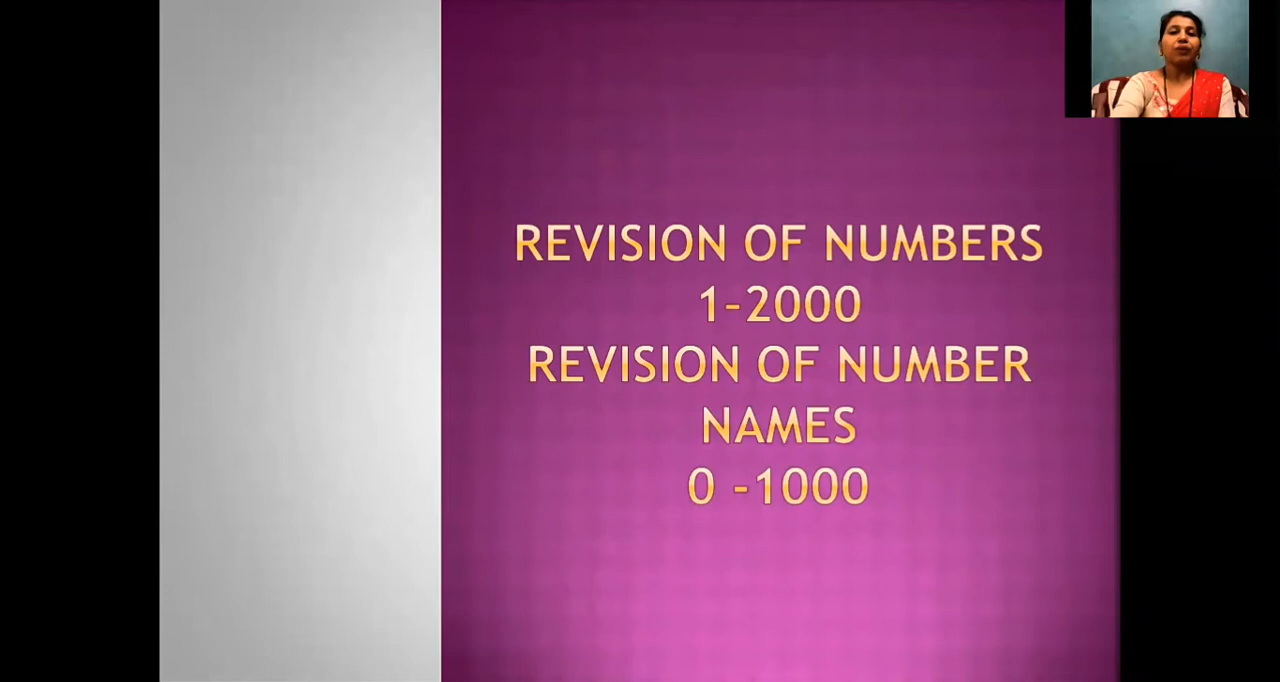 REVISION OF NUMBERS
1-2000
REVISION OF NUMBER
NAMES
0 -1000